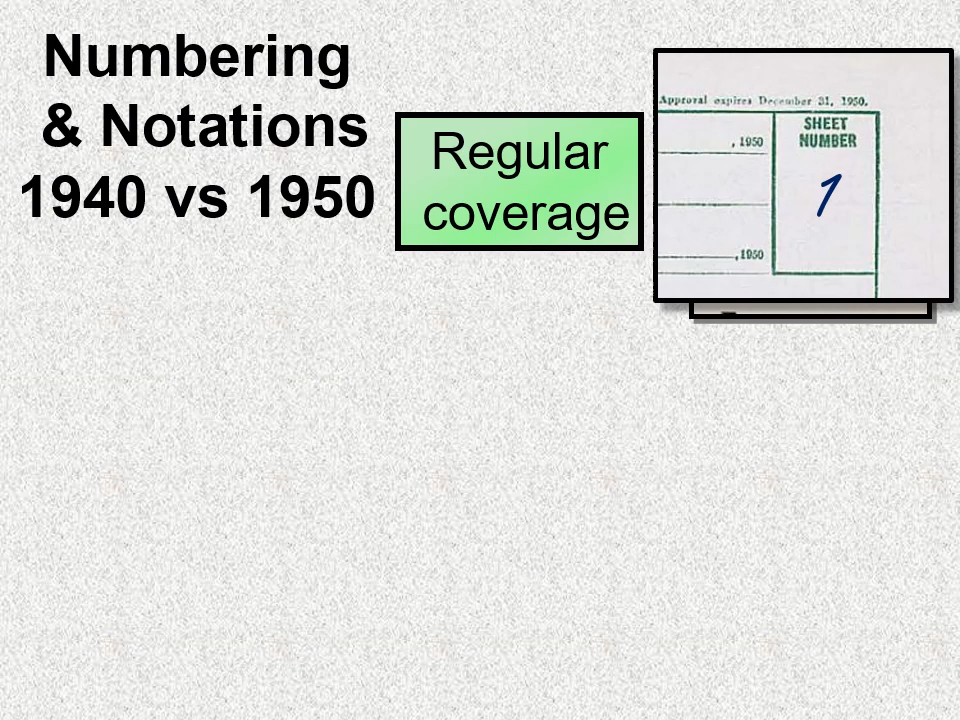 Numbering
& Notations
1940 vs 1950
Regular
coverage
Approval expires December 31, 1950.
SHEET
NUMBER
, 1950
1
, 1950